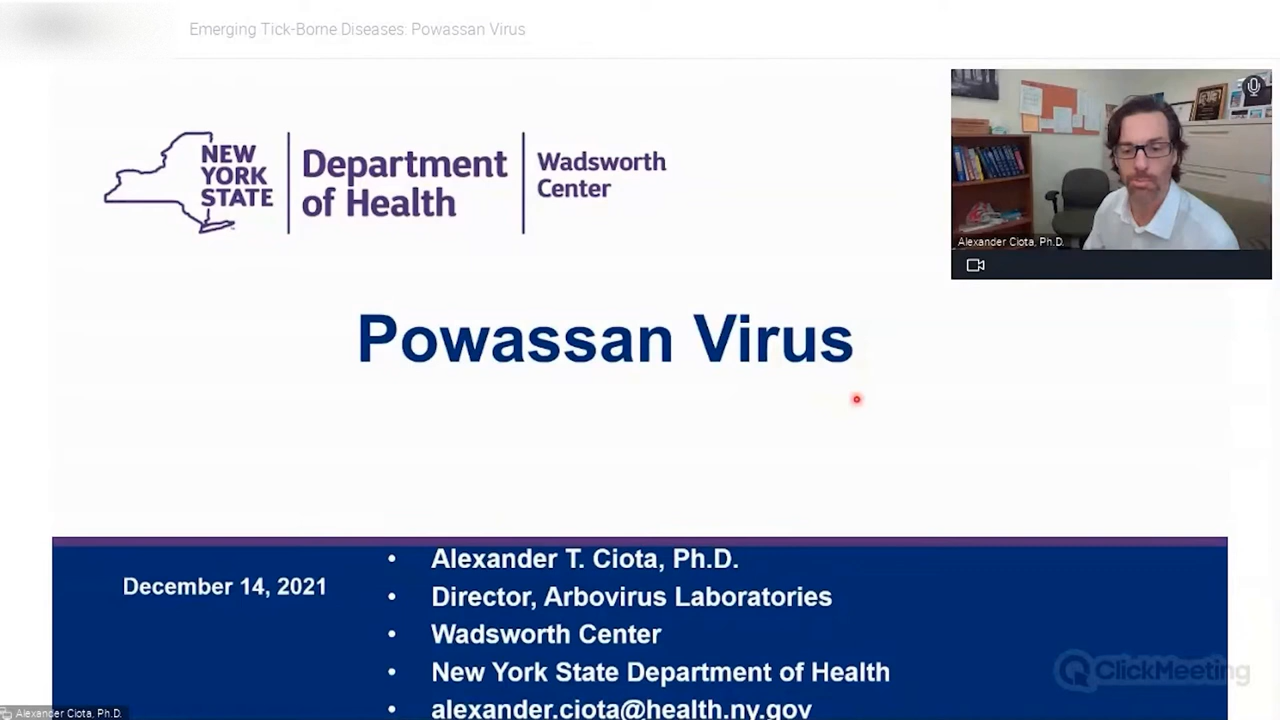 Emerging Tick-Borne Diseases: Powassan Virus
NEW
YORK
STATE
Department
of Health
Wadsworth
Center
Alexander Ciota, Ph.D.
Powassan Virus
December 14, 2021
• Alexander T. Ciota, Ph.D.
• Director, Arbovirus Laboratories
• Wadsworth Center
• New York State Department of Health
• alexander.ciota@health.ny.gov
ClickMeeting
Alexander Ciota, Ph.D.